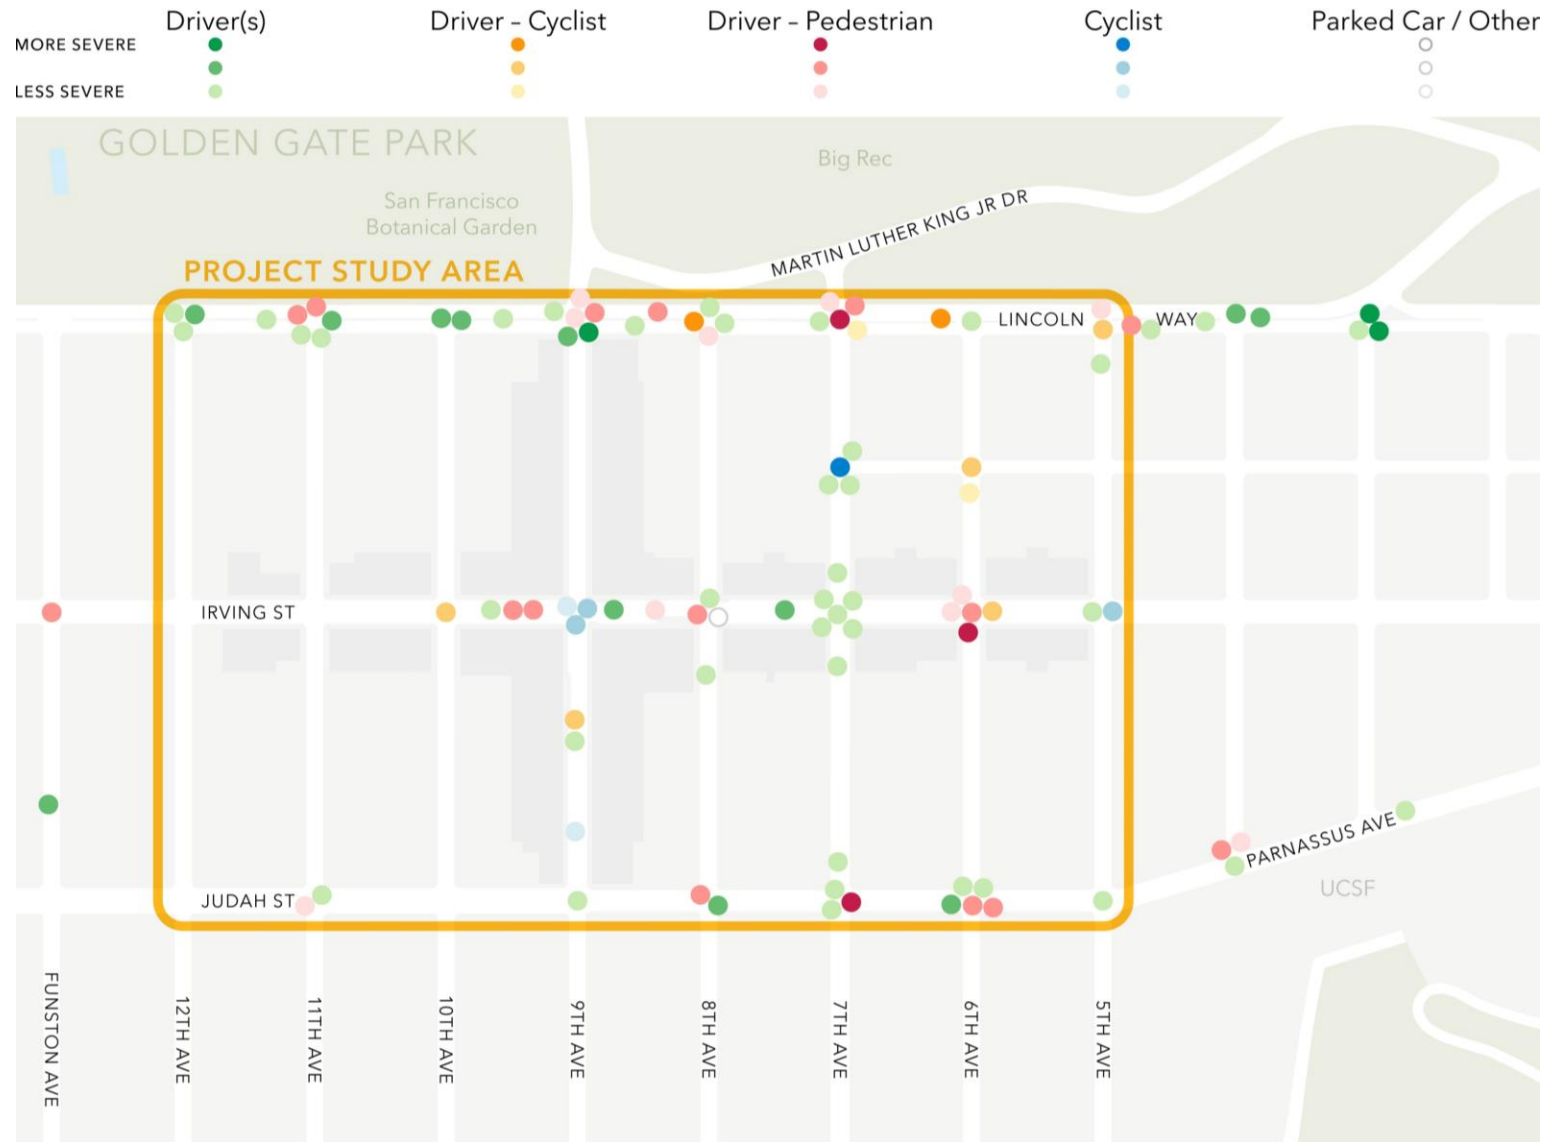 Driver(s)
Driver – Cyclist
Driver – Pedestrian
Cyclist
Parked Car / Other
MORE SEVERE
LESS SEVERE
GOLDEN GATE PARK
Big Rec
San Francisco
Botanical Garden
MARTIN LUTHER KING JR DR
PROJECT STUDY AREA
LINCOLN WAY
IRVING ST
JUDAH ST
PARNASSUS AVE
UCSF
FUNSTON AVE
12TH AVE
11TH AVE
10TH AVE
9TH AVE
8TH AVE
7TH AVE
6TH AVE
5TH AVE